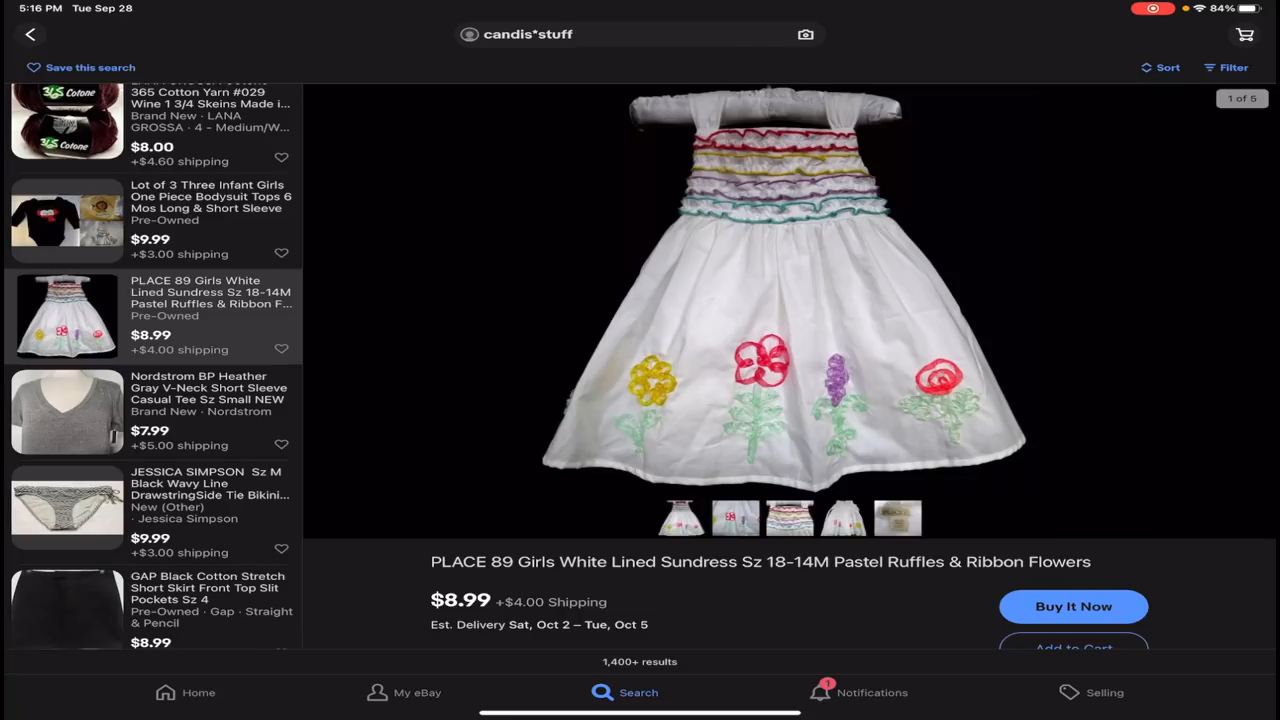 5:16 PM Tue Sep 28
84%
candis*stuff
Save this search
Sort
Filter
365 Cotton Yarn #029
Wine 1 3/4 Skeins Made i...
Brand New · LANA
GROSSA · 4 - Medium/W...
$8.00
+$4.60 shipping
Lot of 3 Three Infant Girls
One Piece Bodysuit Tops 6
Mos Long & Short Sleeve
Pre-Owned
$9.99
+$3.00 shipping
PLACE 89 Girls White
Lined Sundress Sz 18-14M
Pastel Ruffles & Ribbon F...
Pre-Owned
$8.99
+$4.00 shipping
Nordstrom BP Heather
Gray V-Neck Short Sleeve
Casual Tee Sz Small NEW
Brand New · Nordstrom
$7.99
+$5.00 shipping
JESSICA SIMPSON Sz M
Black Wavy Line
DrawstringSide Tie Bikini...
New (Other)
· Jessica Simpson
$9.99
+$3.00 shipping
GAP Black Cotton Stretch
Short Skirt Front Top Slit
Pockets Sz 4
Pre-Owned · Gap · Straight
& Pencil
$8.99
1 of 5
PLACE 89 Girls White Lined Sundress Sz 18-14M Pastel Ruffles & Ribbon Flowers
$8.99 +$4.00 Shipping
Est. Delivery Sat, Oct 2 – Tue, Oct 5
Buy It Now
Add to Cart
1,400+ results
Home
My eBay
Search
1
Notifications
Selling